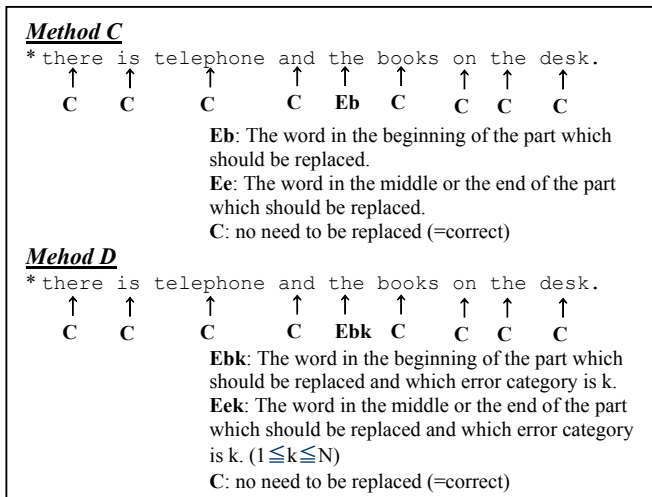 Method C
* there is telephone and the books on the desk.
C C C C Eb C C C C
Eb: The word in the beginning of the part which
should be replaced.
Ee: The word in the middle or the end of the part
which should be replaced.
C: no need to be replaced (=correct)
Mehod D
* there is telephone and the books on the desk.
C C C C Ebk C C C C
Ebk: The word in the beginning of the part which
should be replaced and which error category is k.
Eek: The word in the middle or the end of the part
which should be replaced and which error category
is k. (1≦k≦N)
C: no need to be replaced (=correct)